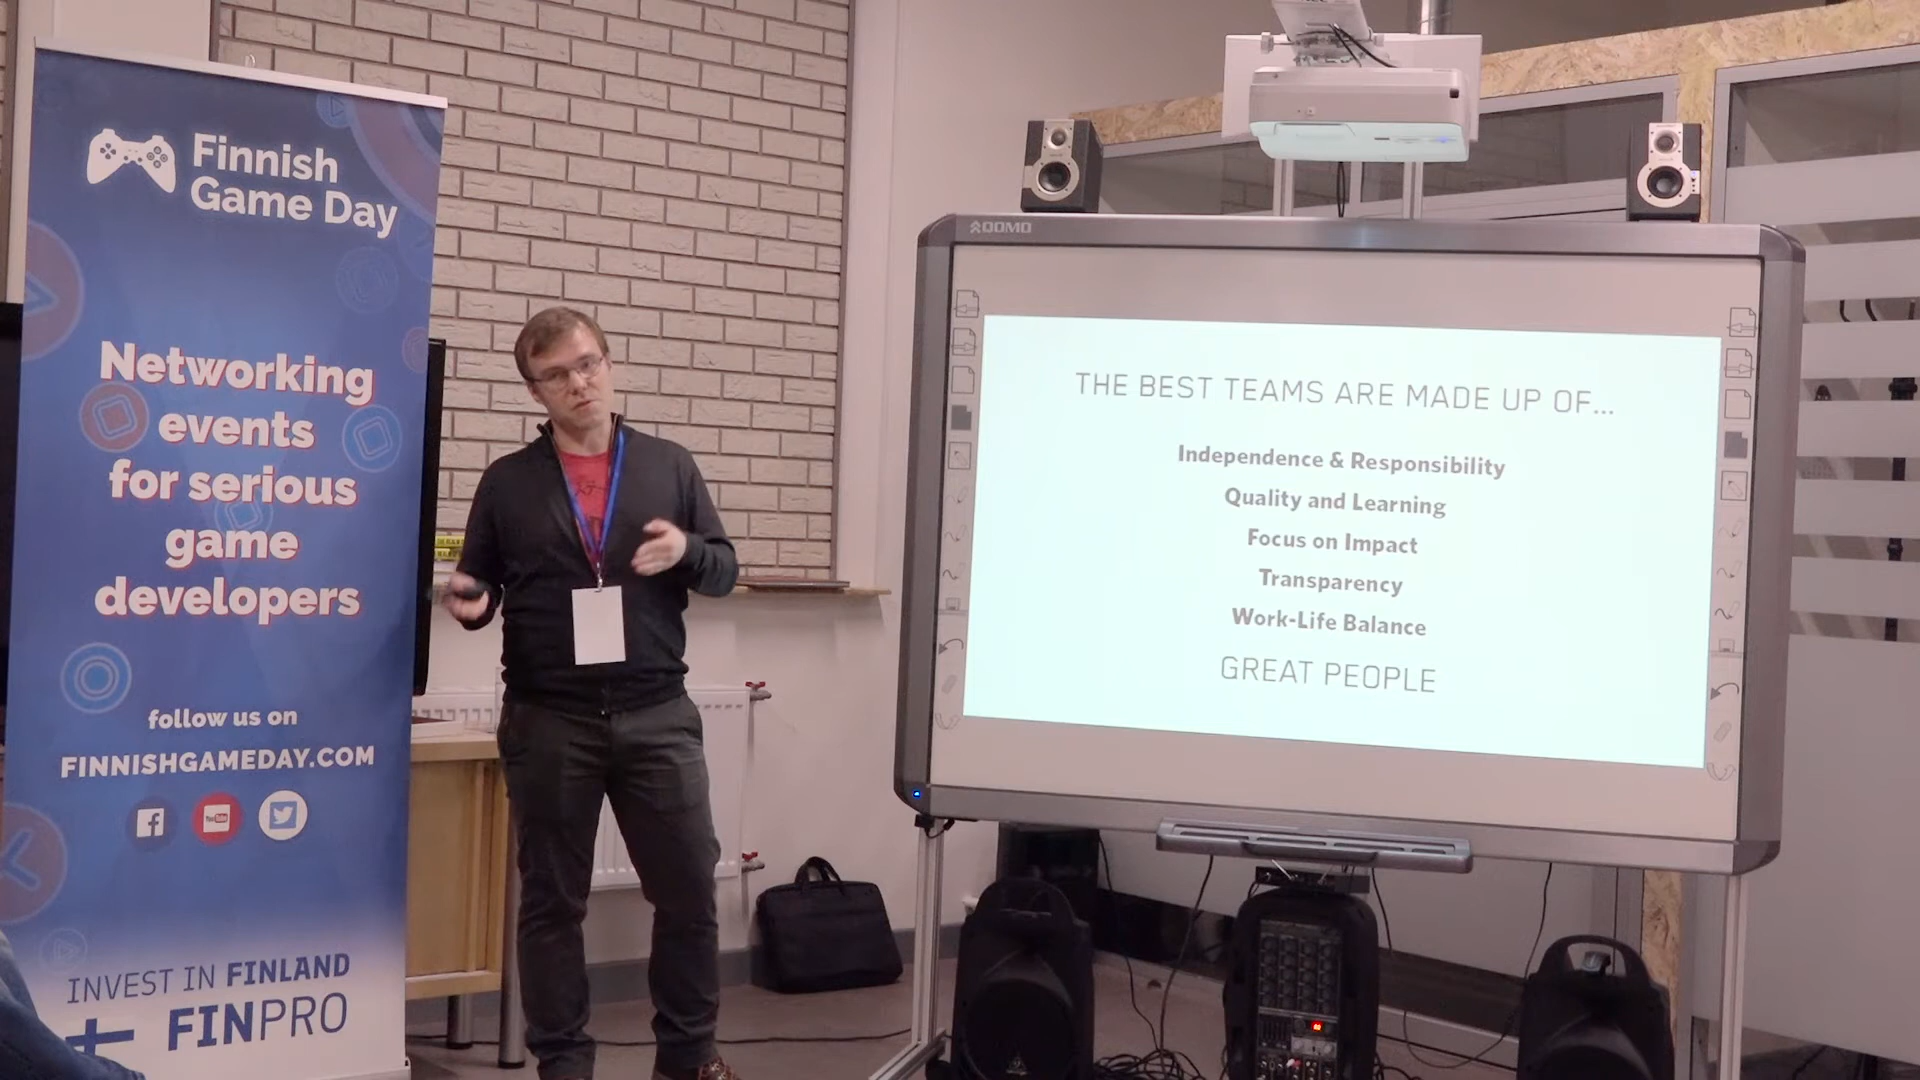 Finnish
Game Day
Networking
events
for serious
game
developers
follow us on
FINNISHGAMEDAY.COM
YouTube
INVEST IN FINLAND
FINPRO
DOMO
THE BEST TEAMS ARE MADE UP OF...
Independence & Responsibility
Quality and Learning
Focus on Impact
Transparency
Work-Life Balance
GREAT PEOPLE